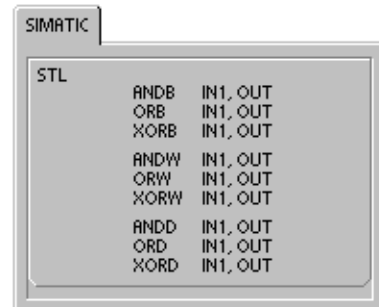 SIMATIC
STL
ANDB IN1, OUT
ORB IN1, OUT
XORB IN1, OUT
ANDW IN1, OUT
ORW IN1, OUT
XORW IN1, OUT
ANDD IN1, OUT
ORD IN1, OUT
XORD IN1, OUT